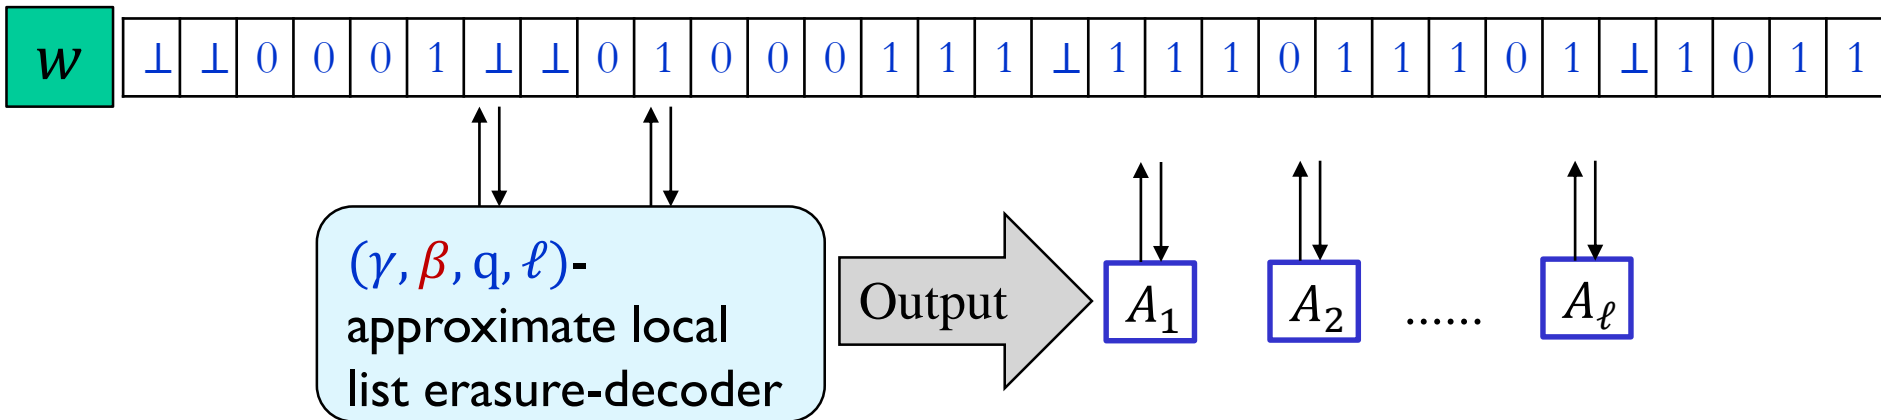 w ⊥ ⊥ 0 0 0 1 ⊥ ⊥ 0 1 0 0 0 1 1 1 ⊥ 1 1 1 0 1 1 1 0 1 ⊥ 1 0 1 1
(γ, β, q, ℓ)-
approximate local
list erasure-decoder
Output
A₁ A₂ ...... A_ℓ